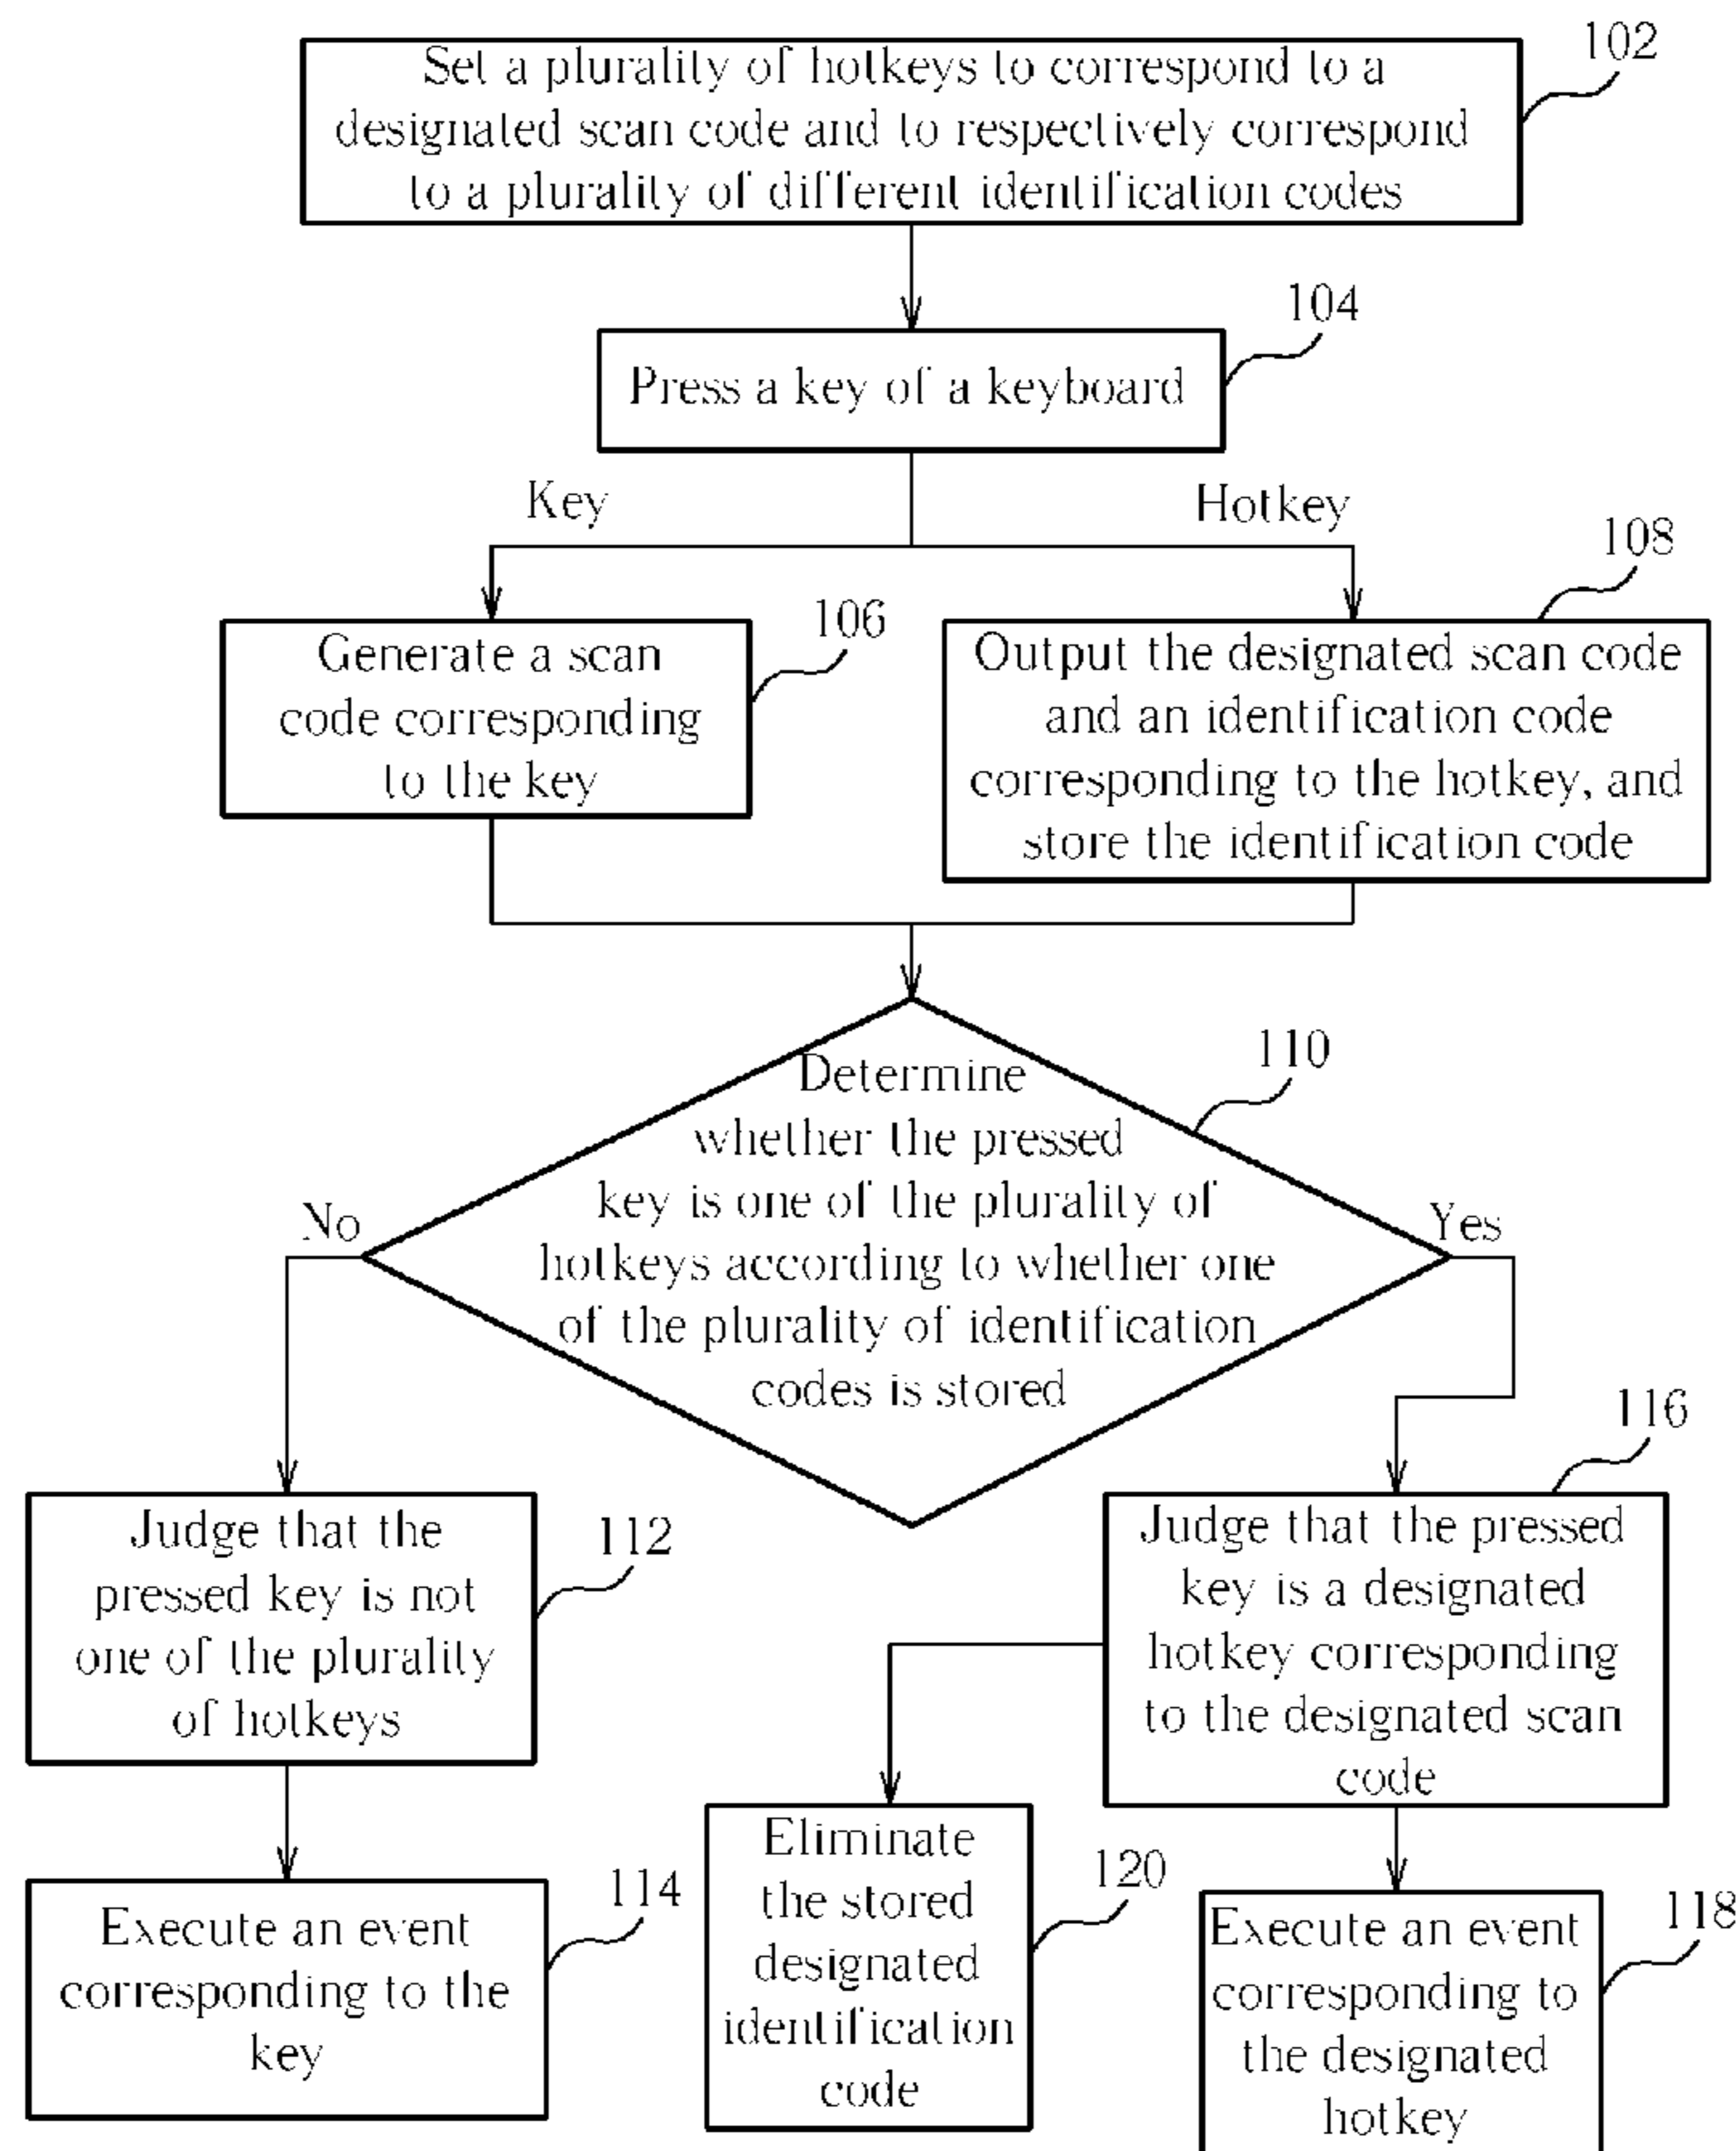 102
Set a plurality of hotkeys to correspond to a
designated scan code and to respectively correspond
to a plurality of different identification codes
104
Press a key of a keyboard
Key
Hotkey
106
Generate a scan
code corresponding
to the key
108
Output the designated scan code
and an identification code
corresponding to the hotkey, and
store the identification code
110
Determine
whether the pressed
key is one of the plurality of
hotkeys according to whether one
of the plurality of identification
codes is stored
No
Yes
112
Judge that the
pressed key is not
one of the plurality
of hotkeys
116
Judge that the pressed
key is a designated
hotkey corresponding
to the designated scan
code
114
Execute an event
corresponding to the
key
120
Eliminate
the stored
designated
identification
code
118
Execute an event
corresponding to
the designated
hotkey